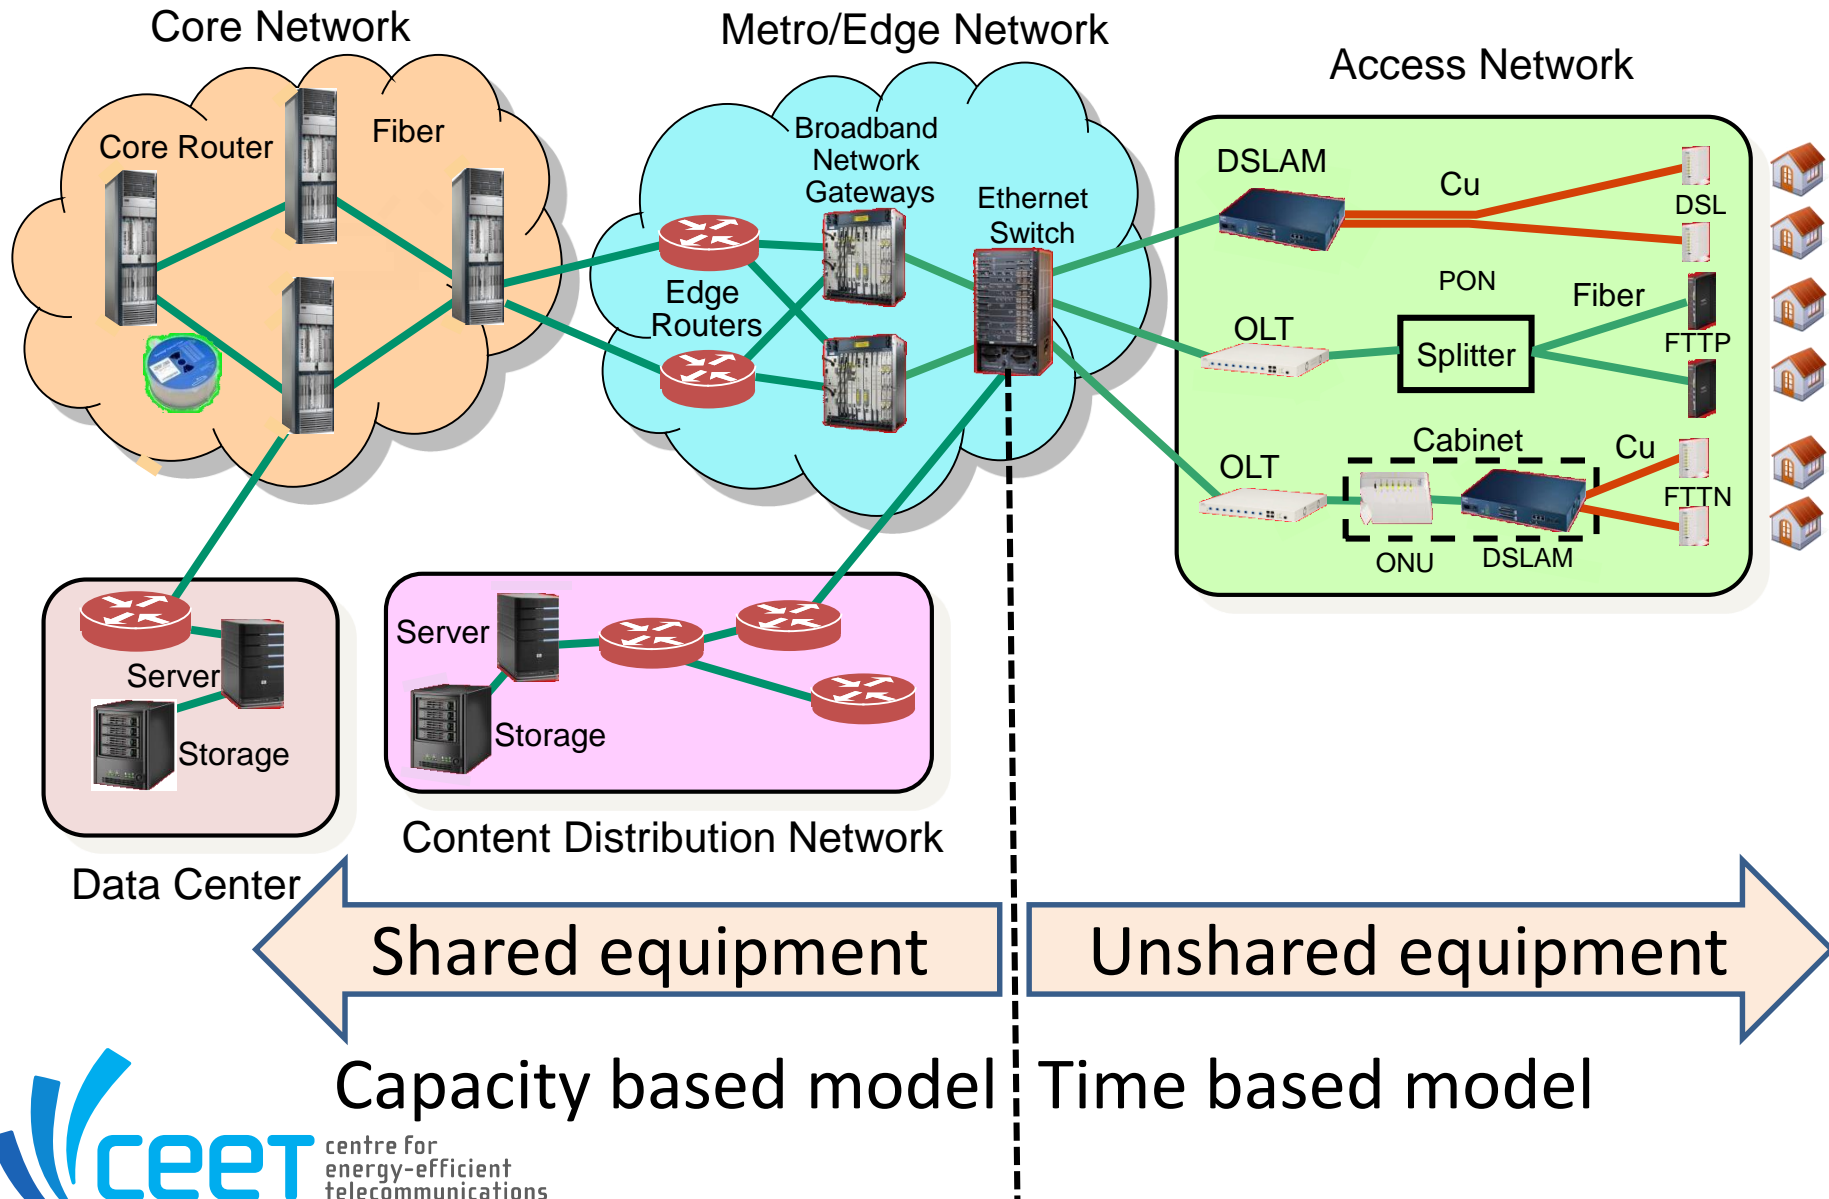 Core Network
Metro/Edge Network
Access Network
Core Router
Fiber
Broadband
Network
Gateways
Ethernet
Switch
Edge
Routers
DSLAM
Cu
DSL
PON
Fiber
OLT
Splitter
FTTP
Cabinet
Cu
OLT
FTTN
ONU
DSLAM
Server
Storage
Server
Storage
Content Distribution Network
Data Center
Shared equipment
Unshared equipment
Capacity based model
Time based model
ceet
centre for
energy-efficient
telecommunications